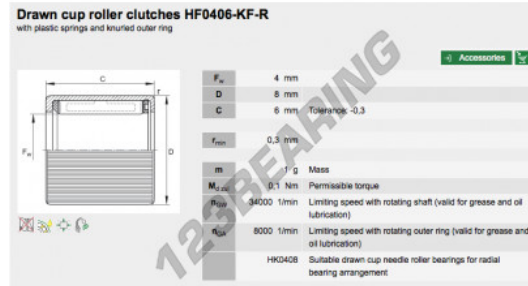 Drawn cup roller clutches HF0406-KF-R
with plastic springs and knurled outer ring
Accessories
C
r
Fw
D
Fw 4 mm
D 8 mm
C 6 mm Tolerance: -0,3
rmin 0,3 mm
m 1 g Mass
Md per 0,1 Nm Permissible torque
nGW 34000 1/min Limiting speed with rotating shaft (valid for grease and oil
lubrication)
nGA 8000 1/min Limiting speed with rotating outer ring (valid for grease and
oil lubrication)
HK0408 Suitable drawn cup needle roller bearings for radial
bearing arrangement
123BEARING